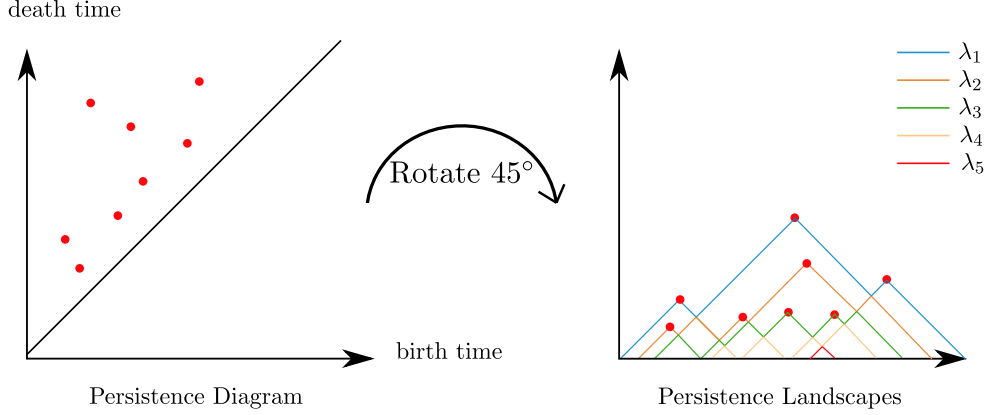 death time
λ1
λ2
λ3
λ4
λ5
Rotate 45°
birth time
Persistence Diagram
Persistence Landscapes